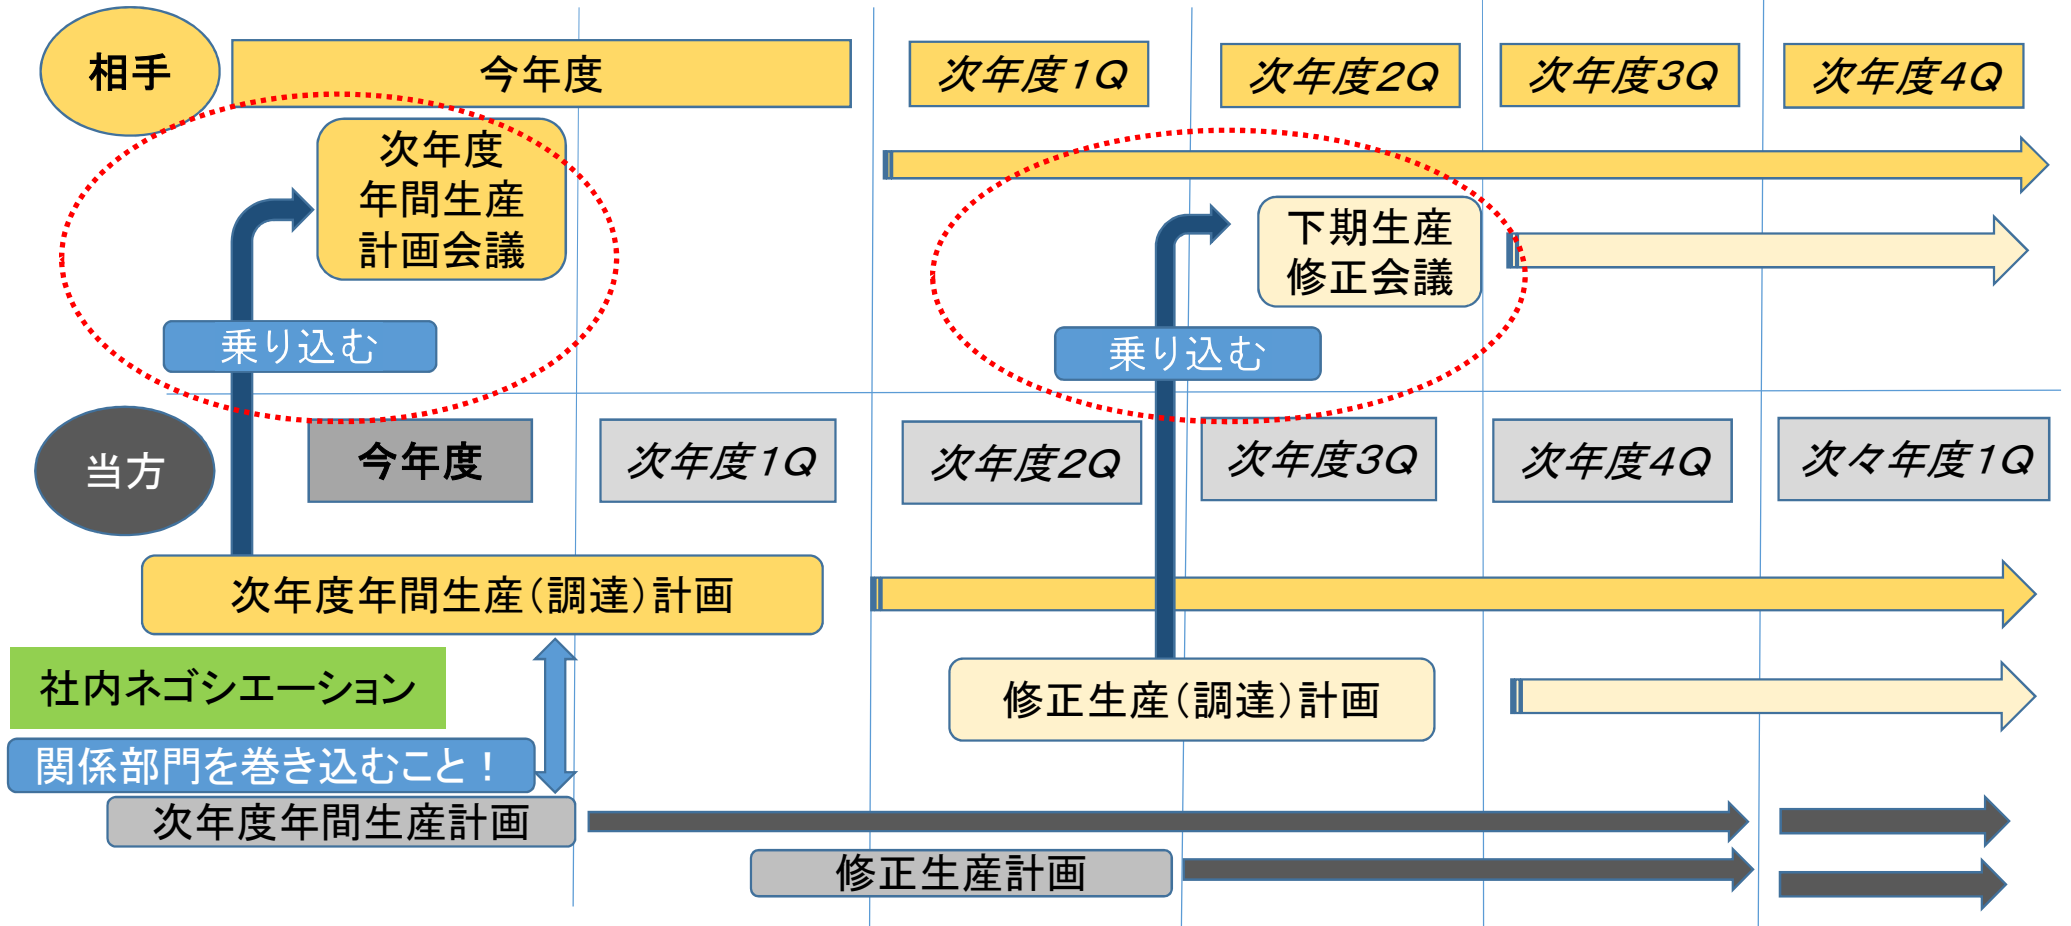 相手
今年度
次年度1Q
次年度2Q
次年度3Q
次年度4Q
次年度
年間生産
計画会議
下期生産
修正会議
乗り込む
乗り込む
当方
今年度
次年度1Q
次年度2Q
次年度3Q
次年度4Q
次々年度1Q
次年度年間生産（調達）計画
社内ネゴシエーション
修正生産（調達）計画
関係部門を巻き込むこと！
次年度年間生産計画
修正生産計画